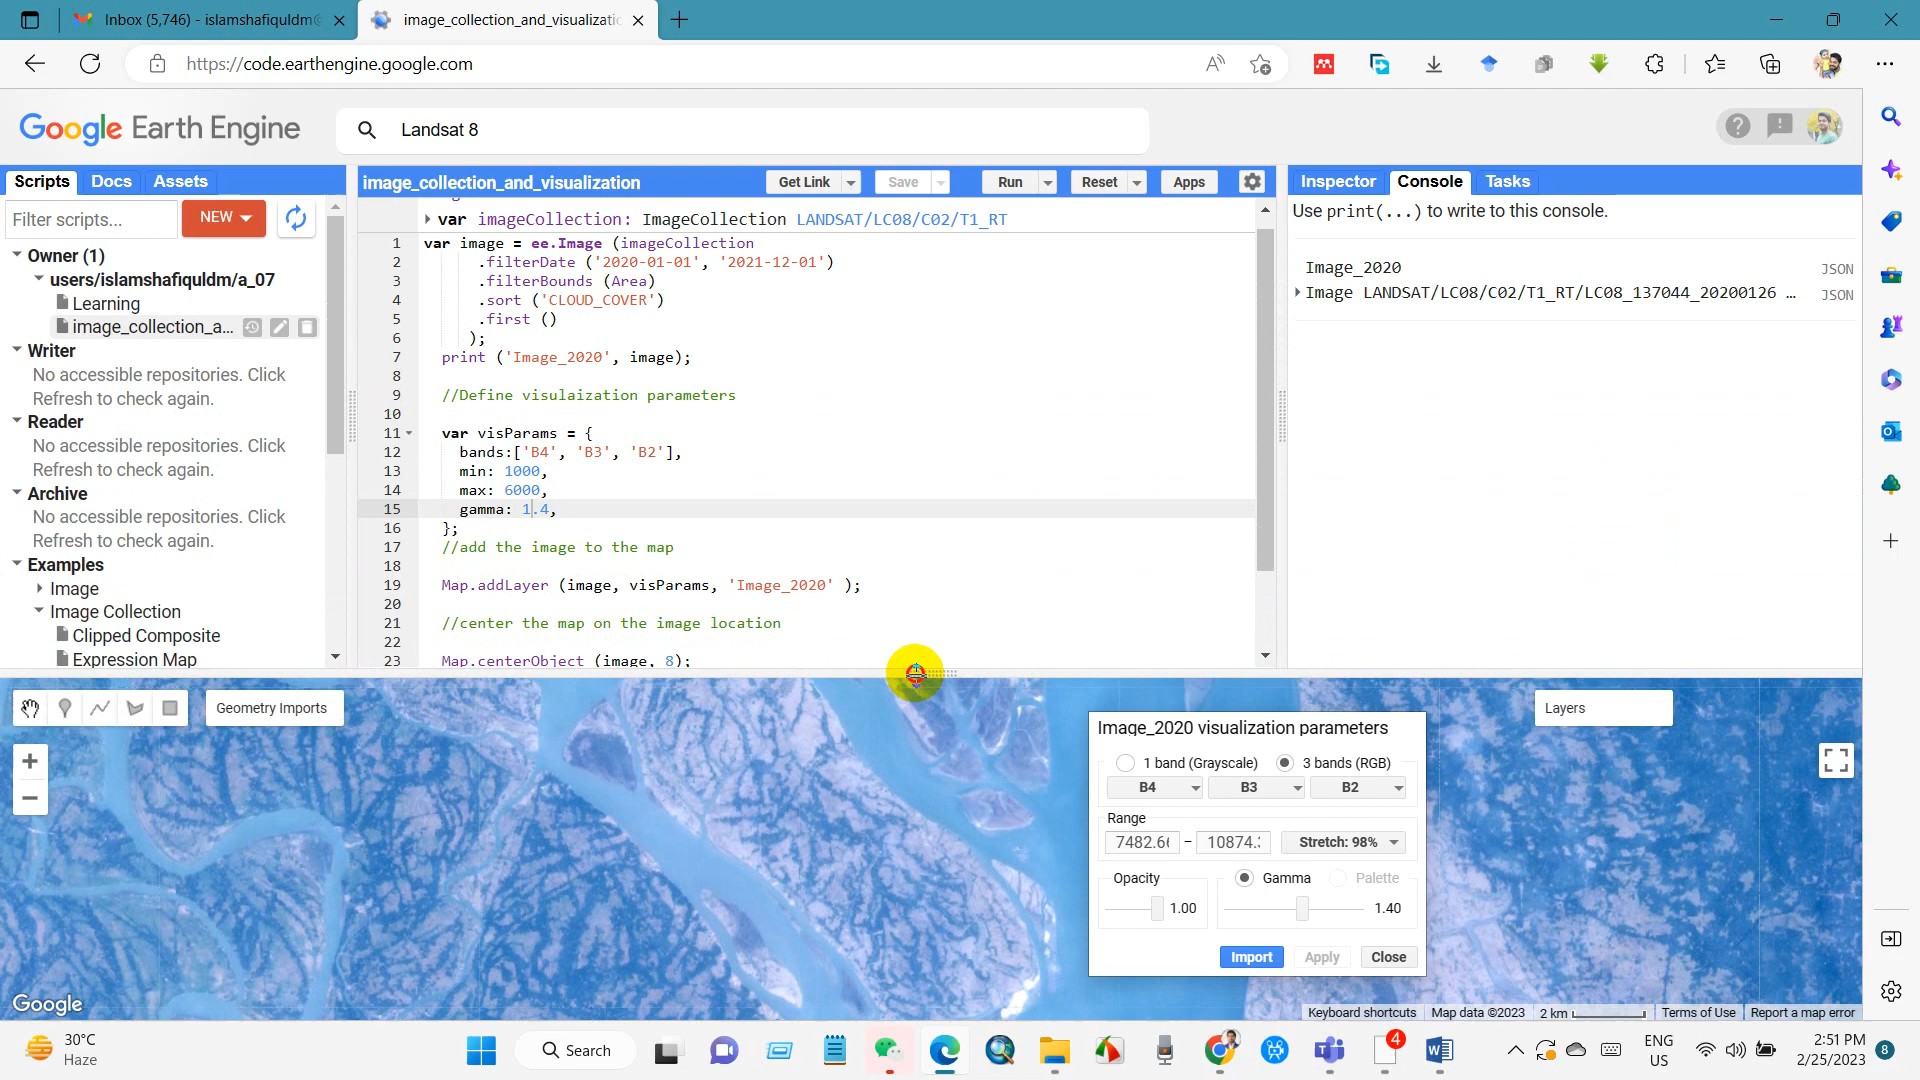 Inbox (5,746) - islamshafiquldm@
image_collection_and_visualizatic
https://code.earthengine.google.com
Google Earth Engine
Landsat 8
Scripts
Docs
Assets
Filter scripts...
NEW
Owner (1)
users/islamshafiquldm/a_07
Learning
image_collection_a...
Writer
No accessible repositories. Click
Refresh to check again.
Reader
No accessible repositories. Click
Refresh to check again.
Archive
No accessible repositories. Click
Refresh to check again.
Examples
Image
Image Collection
Clipped Composite
Expression Map
image_collection_and_visualization
Get Link
Save
Run
Reset
Apps
var imageCollection: ImageCollection LANDSAT/LC08/C02/T1_RT
1 var image = ee.Image (imageCollection
2 .filterDate ('2020-01-01', '2021-12-01')
3 .filterBounds (Area)
4 .sort ('CLOUD_COVER')
5 .first ()
6 );
7 print ('Image_2020', image);
8
9 //Define visulaization parameters
10
11 var visParams = {
12 bands:['B4', 'B3', 'B2'],
13 min: 1000,
14 max: 6000,
15 gamma: 1.4,
16 };
17 //add the image to the map
18
19 Map.addLayer (image, visParams, 'Image_2020' );
20
21 //center the map on the image location
22
23 Map.centerObject (image, 8);
Inspector
Console
Tasks
Use print(...) to write to this console.
Image_2020 JSON
Image LANDSAT/LC08/C02/T1_RT/LC08_137044_20200126 ... JSON
Geometry Imports
Layers
Image_2020 visualization parameters
1 band (Grayscale)
3 bands (RGB)
B4
B3
B2
Range
7482.66 – 10874.:
Stretch: 98%
Opacity
1.00
Gamma
Palette
1.40
Import
Apply
Close
Google
Keyboard shortcuts
Map data ©2023
2 km
Terms of Use
Report a map error
30°C
Haze
Search
4
ENG
US
2:51 PM
2/25/2023
8